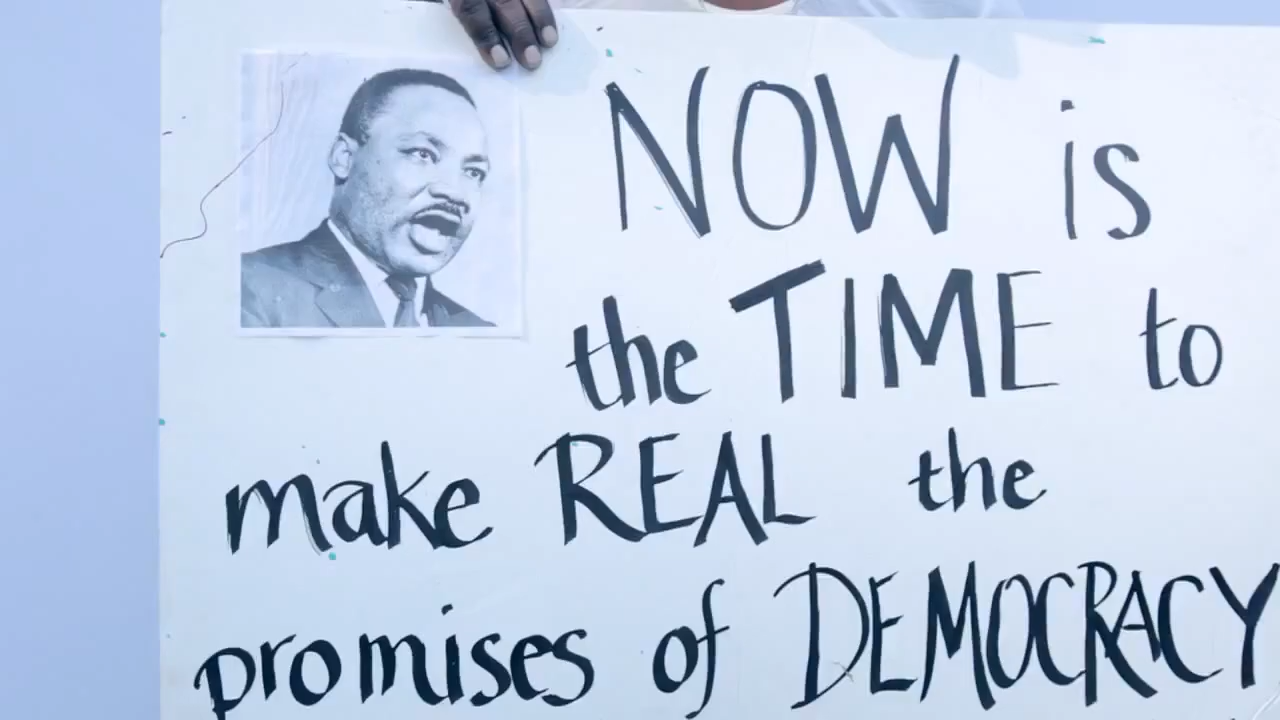 NOW is
the TIME to
make REAL the
promises of DEMOCRACY